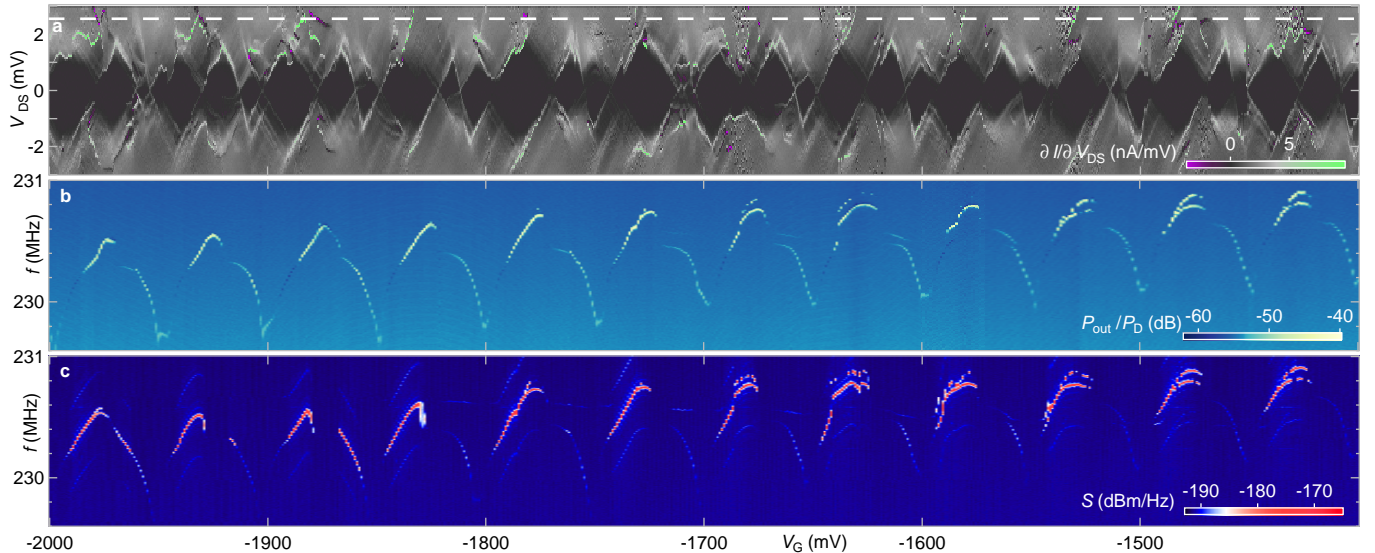 a
2
0
-2
V_DS (mV)
∂I/∂V_DS (nA/mV)
0 5
231
b
230
f (MHz)
P_out/P_D (dB)
-60 -50 -40
231
c
230
f (MHz)
S (dBm/Hz)
-190 -180 -170
-2000 -1900 -1800 -1700 -1600 -1500
V_G (mV)